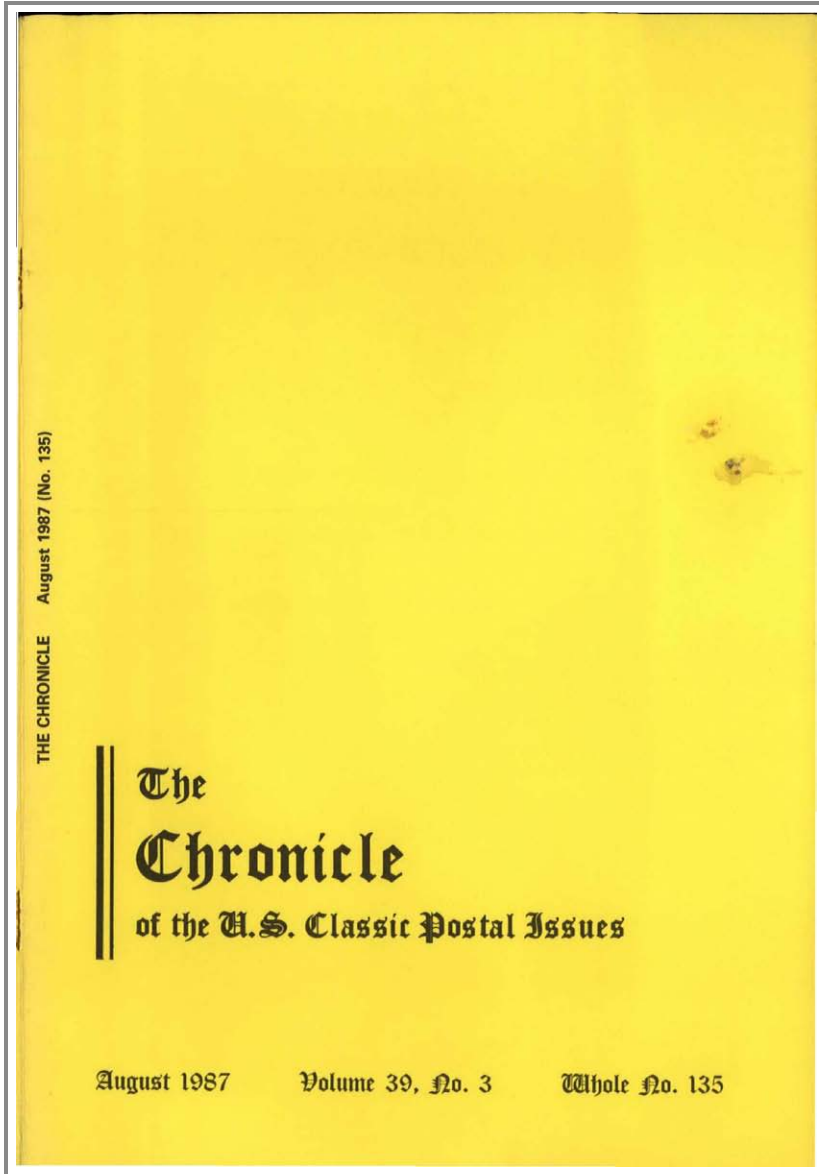 THE CHRONICLE August 1987 (No. 135)
The
Chronicle
of the U.S. Classic Postal Issues
August 1987 Volume 39, No. 3 Whole No. 135